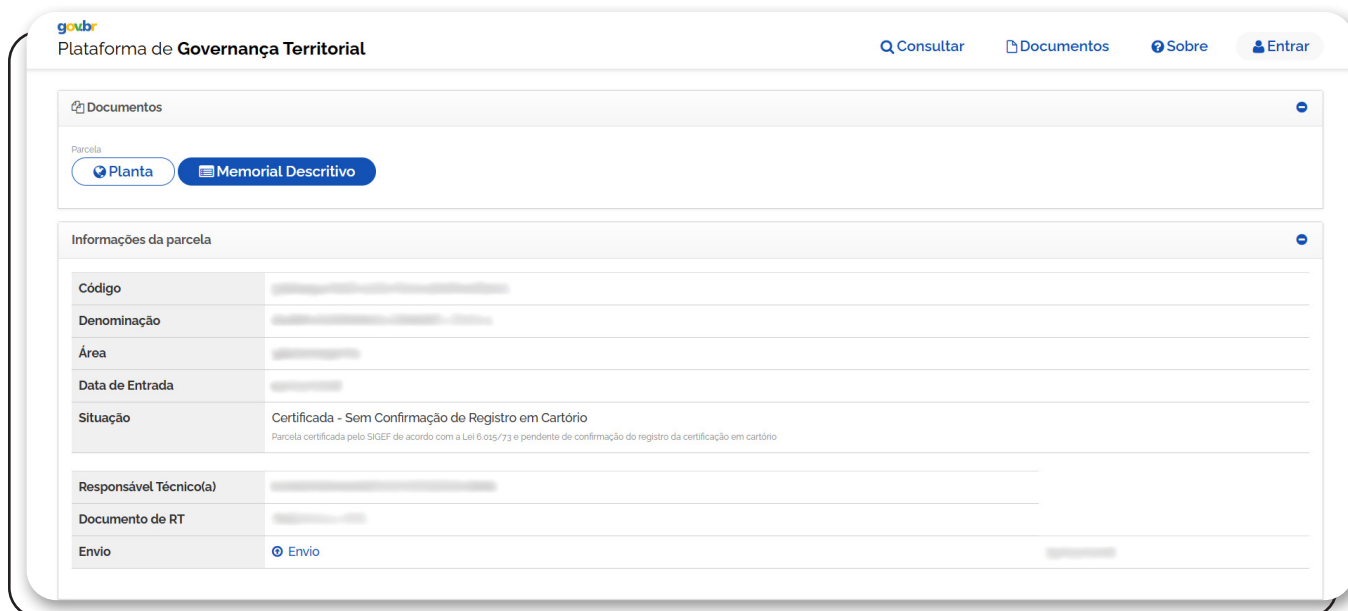 gov.br
Plataforma de Governança Territorial
Consultar Documentos Sobre Entrar
Documentos
Parcela
Planta Memorial Descritivo
Informações da parcela
Código
Denominação
Área
Data de Entrada
Situação Certificada - Sem Confirmação de Registro em Cartório
Parcela certificada pelo SIGEF de acordo com a Lei 6.015/73 e pendente de confirmação do registro da certificação em cartório
Responsável Técnico(a)
Documento de RT
Envio Envio